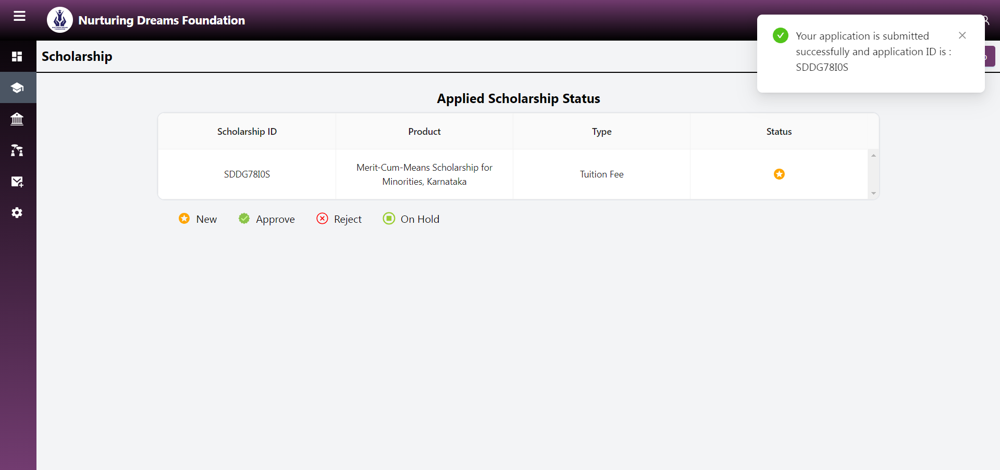 Nurturing Dreams Foundation
Your application is submitted
successfully and application ID is :
SDDG78I0S
Scholarship
Applied Scholarship Status
Scholarship ID
Product
Type
Status
SDDG78I0S
Merit-Cum-Means Scholarship for
Minorities, Karnataka
Tuition Fee
New
Approve
Reject
On Hold